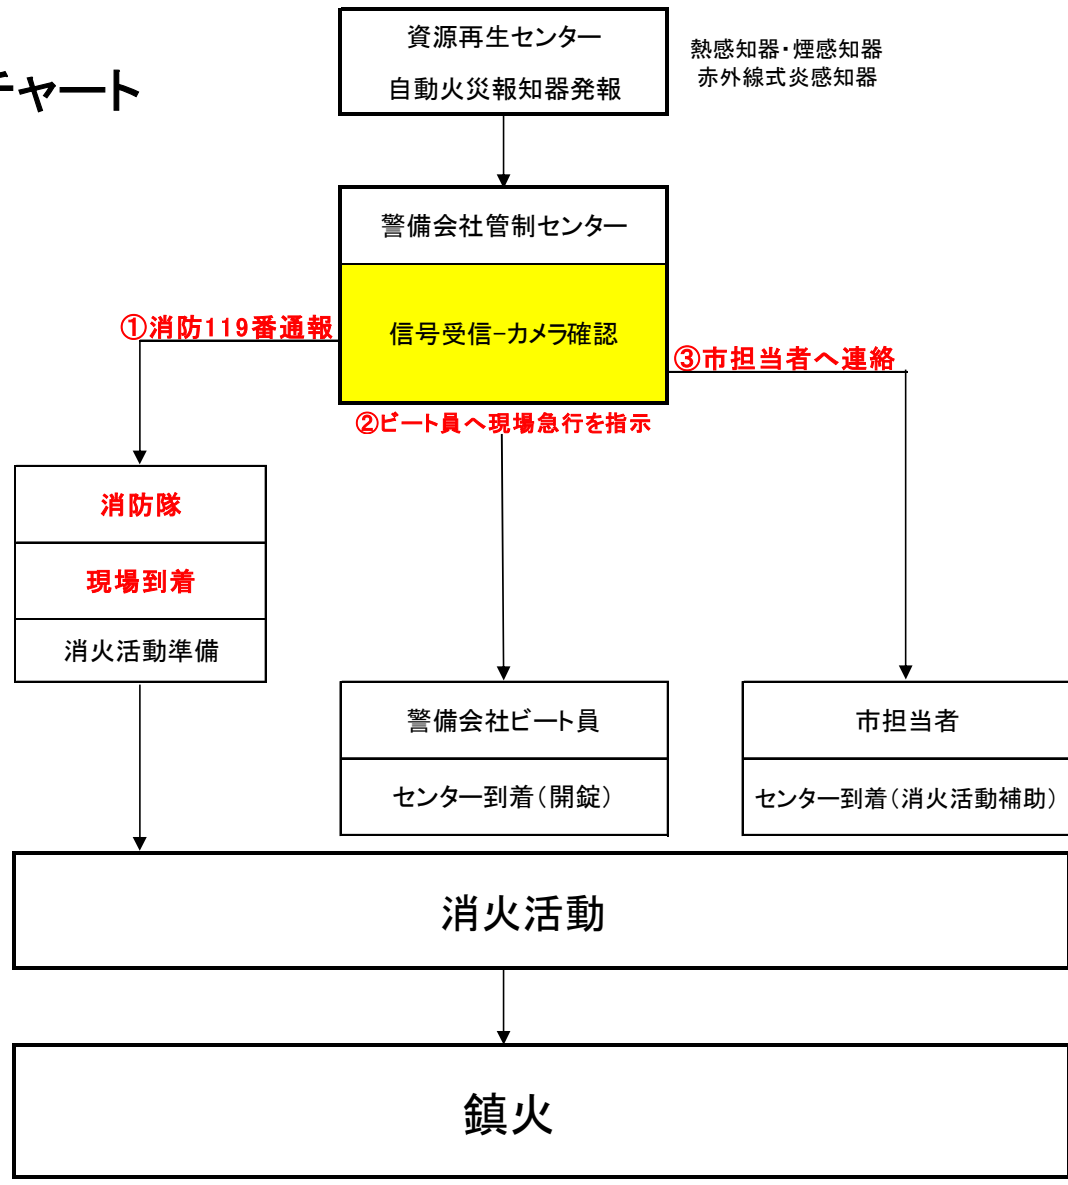 チャート
資源再生センター
自動火災報知器発報
熱感知器・煙感知器
赤外線式炎感知器
警備会社管制センター
信号受信-カメラ確認
①消防119番通報
③市担当者へ連絡
②ビート員へ現場急行を指示
消防隊
現場到着
消火活動準備
警備会社ビート員
センター到着（開錠）
市担当者
センター到着（消火活動補助）
消火活動
鎮火